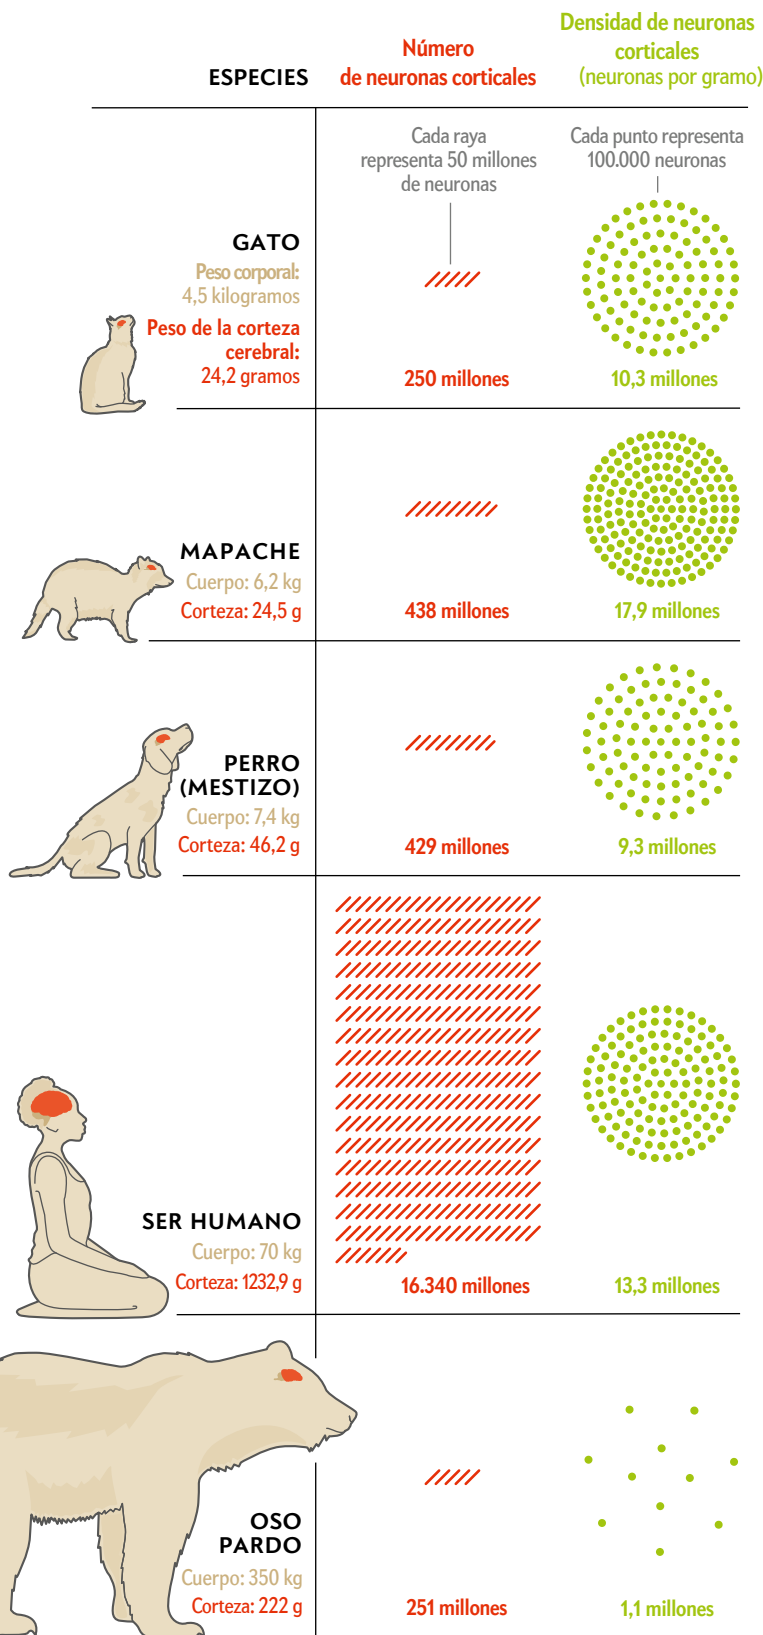 ESPECIES
Número
de neuronas corticales
Densidad de neuronas
corticales
(neuronas por gramo)
Cada raya
representa 50 millones
de neuronas
Cada punto representa
100.000 neuronas
GATO
Peso corporal:
4,5 kilogramos
Peso de la corteza
cerebral:
24,2 gramos
250 millones
10,3 millones
MAPACHE
Cuerpo: 6,2 kg
Corteza: 24,5 g
438 millones
17,9 millones
PERRO
(MESTIZO)
Cuerpo: 7,4 kg
Corteza: 46,2 g
429 millones
9,3 millones
SER HUMANO
Cuerpo: 70 kg
Corteza: 1232,9 g
16.340 millones
13,3 millones
OSO
PARDO
Cuerpo: 350 kg
Corteza: 222 g
251 millones
1,1 millones